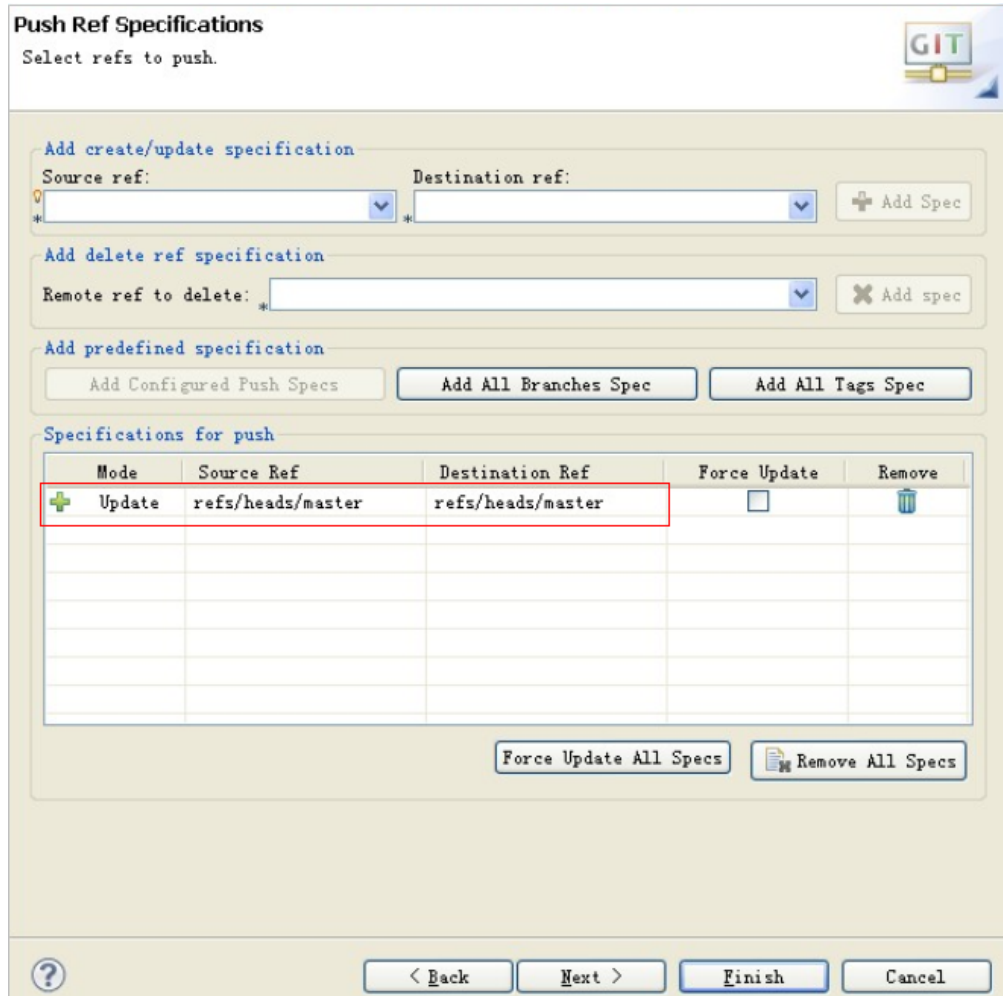 Push Ref Specifications
Select refs to push.
GIT
Add create/update specification
Source ref: Destination ref:
* * Add Spec
Add delete ref specification
Remote ref to delete: * Add spec
Add predefined specification
Add Configured Push Specs Add All Branches Spec Add All Tags Spec
Specifications for push
Mode Source Ref Destination Ref Force Update Remove
Update refs/heads/master refs/heads/master
Force Update All Specs Remove All Specs
? < Back Next > Finish Cancel